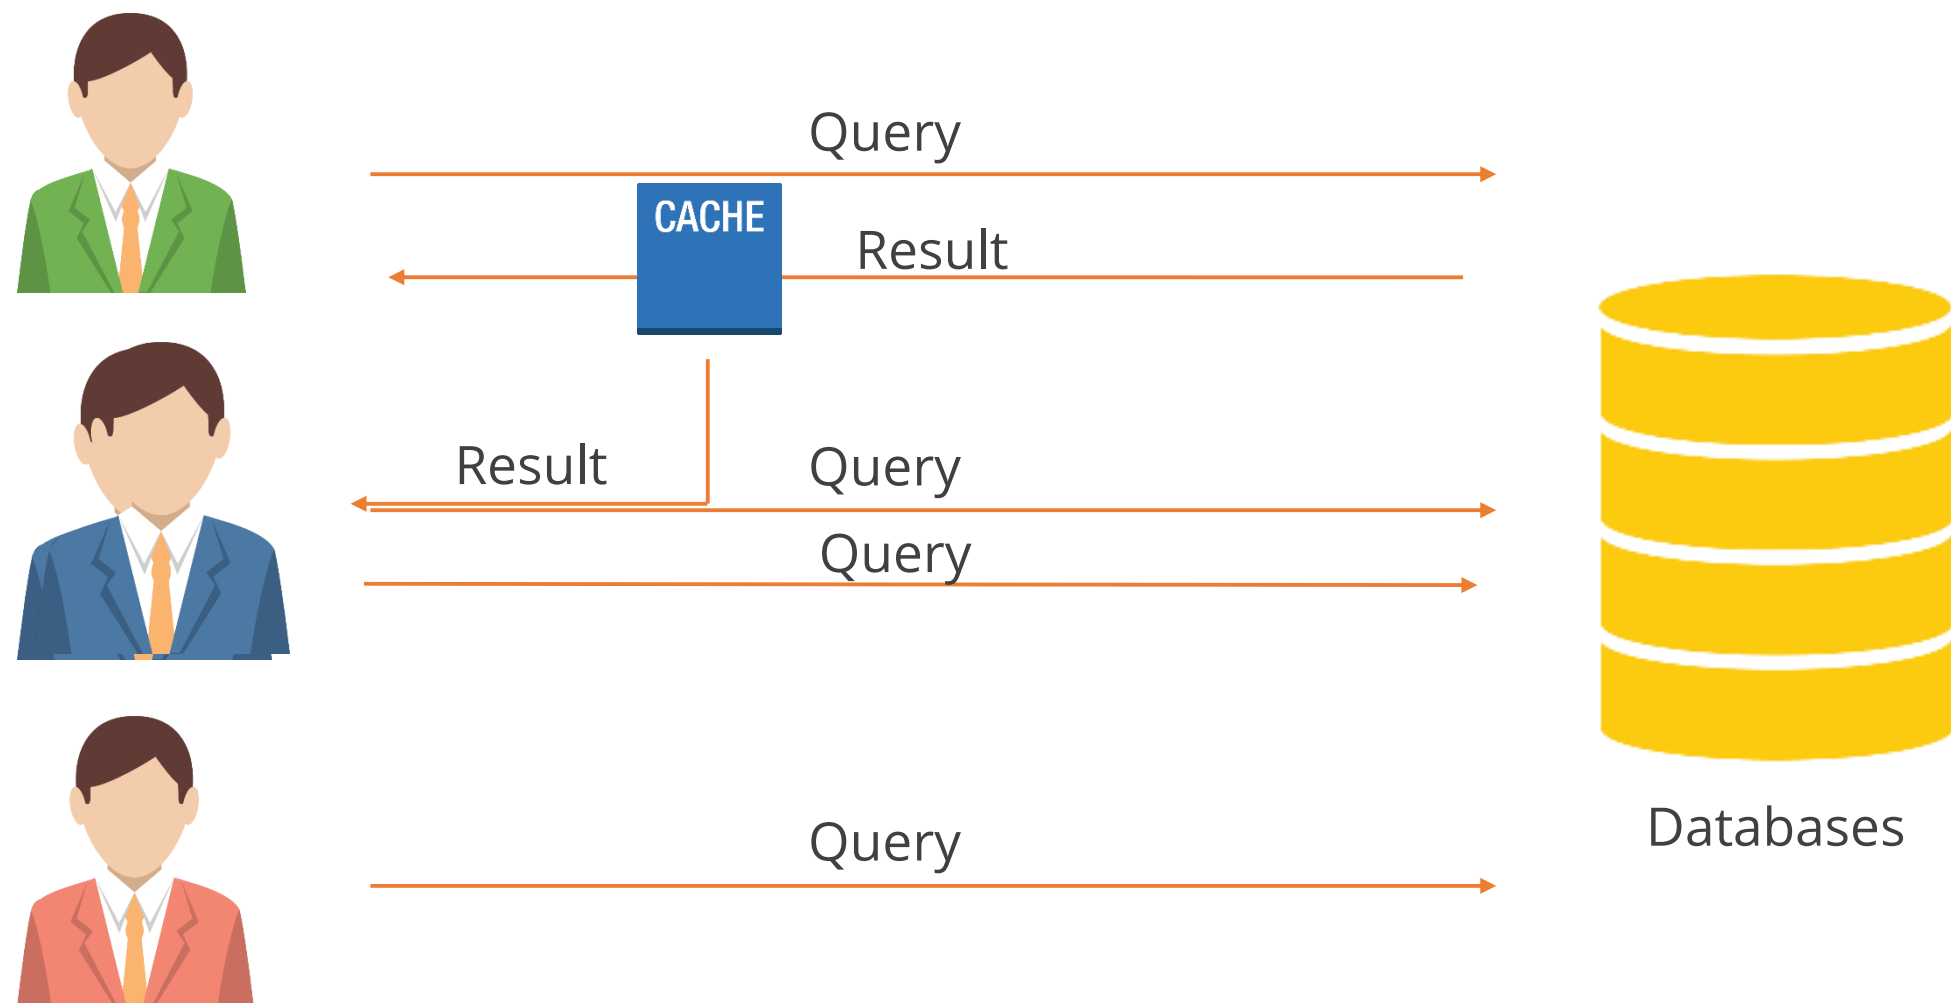 Query
CACHE
Result
Result
Query
Query
Query
Databases